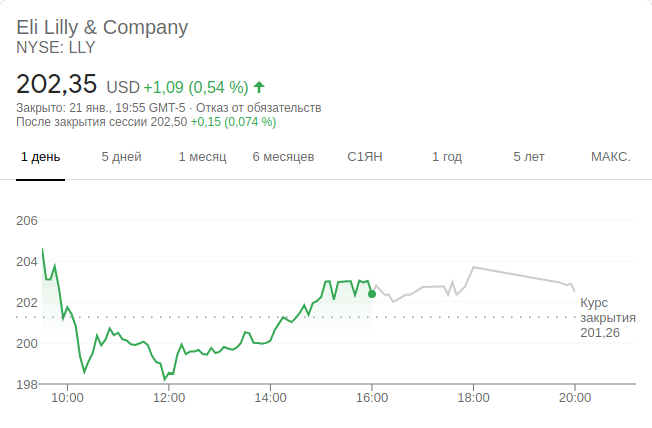 Eli Lilly & Company
NYSE: LLY
202,35 USD +1,09 (0,54 %)
Закрыто: 21 янв., 19:55 GMT-5 · Отказ от обязательств
После закрытия сессии 202,50 +0,15 (0,074 %)
1 день 5 дней 1 месяц 6 месяцев С1ЯН 1 год 5 лет МАКС.
206
204
202
200
198
Курс
закрытия
201,26
10:00 12:00 14:00 16:00 18:00 20:00